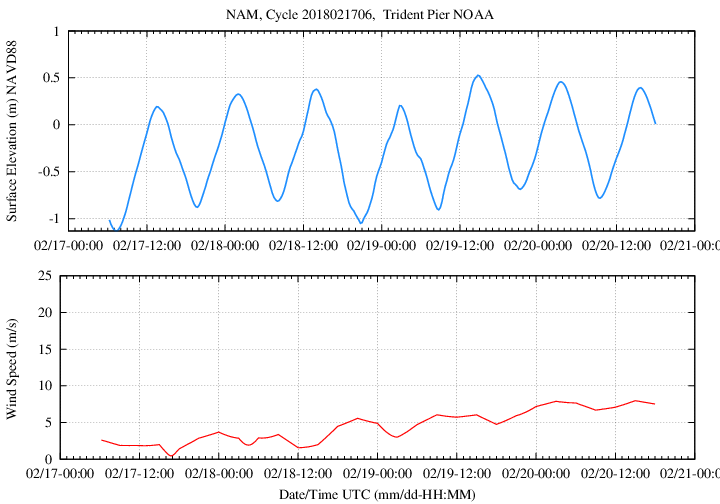 NAM, Cycle 2018021706,  Trident Pier NOAA
1
0.5
0
-0.5
-1
Surface Elevation (m) NAVD88
02/17-00:00 02/17-12:00 02/18-00:00 02/18-12:00 02/19-00:00 02/19-12:00 02/20-00:00 02/20-12:00 02/21-00:0
25
20
15
10
5
0
Wind Speed (m/s)
02/17-00:00 02/17-12:00 02/18-00:00 02/18-12:00 02/19-00:00 02/19-12:00 02/20-00:00 02/20-12:00 02/21-00:0
Date/Time UTC (mm/dd-HH:MM)